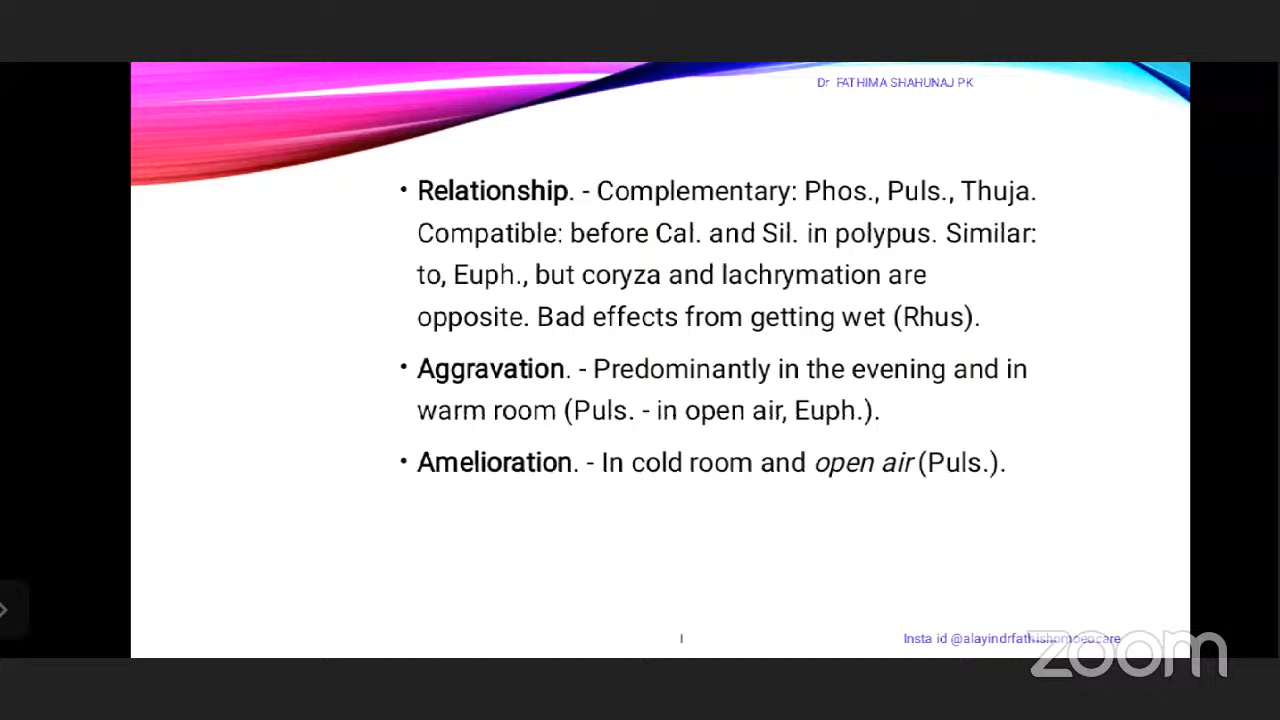 Dr FATHIMA SHAHUNAJ PK
• Relationship. - Complementary: Phos., Puls., Thuja.
Compatible: before Cal. and Sil. in polypus. Similar:
to, Euph., but coryza and lachrymation are
opposite. Bad effects from getting wet (Rhus).
• Aggravation. - Predominantly in the evening and in
warm room (Puls. - in open air, Euph.).
• Amelioration. - In cold room and open air (Puls.).
Insta id @alayindrfathishomoeocare
zoom